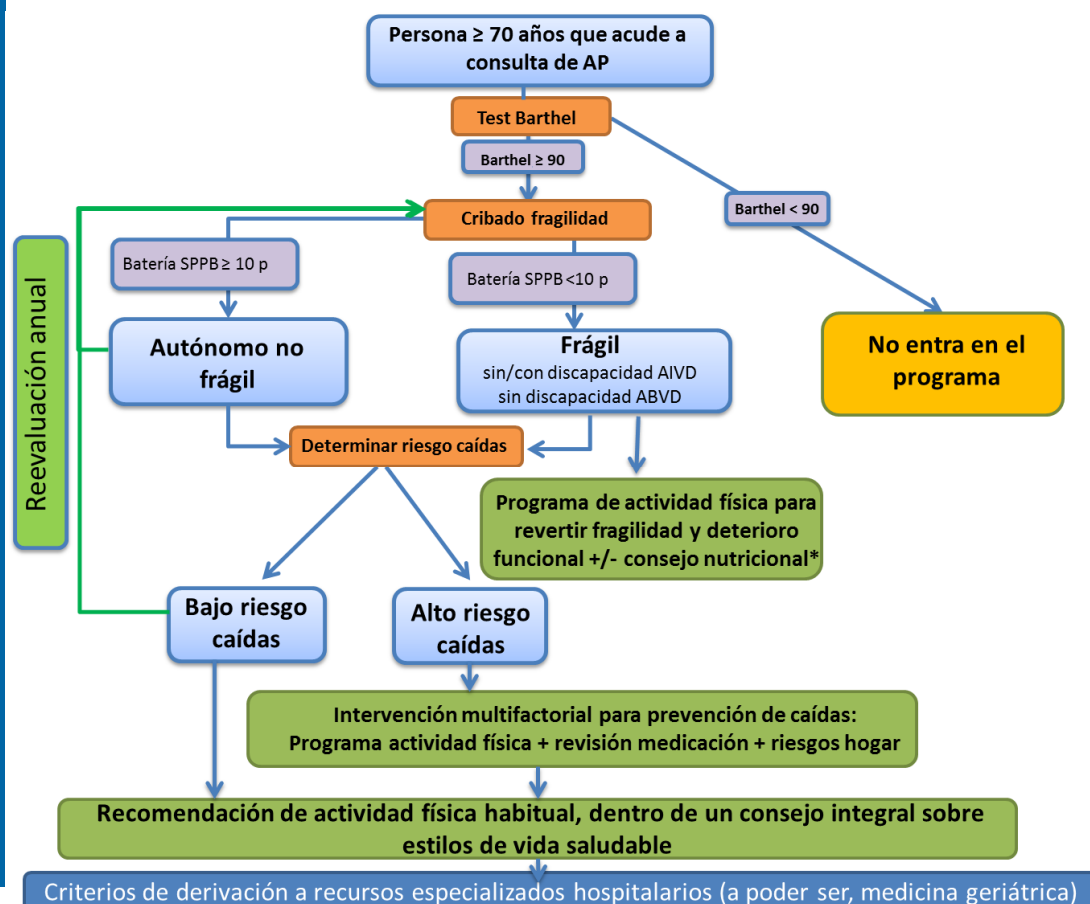 Persona ≥ 70 años que acude a
consulta de AP
Test Barthel
Barthel ≥ 90
Barthel < 90
Cribado fragilidad
Batería SPPB ≥ 10 p
Batería SPPB <10 p
Reevaluación anual
Autónomo no
frágil
Frágil
sin/con discapacidad AIVD
sin discapacidad ABVD
No entra en el
programa
Determinar riesgo caídas
Programa de actividad física para
revertir fragilidad y deterioro
funcional +/- consejo nutricional*
Bajo riesgo
caídas
Alto riesgo
caídas
Intervención multifactorial para prevención de caídas:
Programa actividad física + revisión medicación + riesgos hogar
Recomendación de actividad física habitual, dentro de un consejo integral sobre
estilos de vida saludable
Criterios de derivación a recursos especializados hospitalarios (a poder ser, medicina geriátrica)